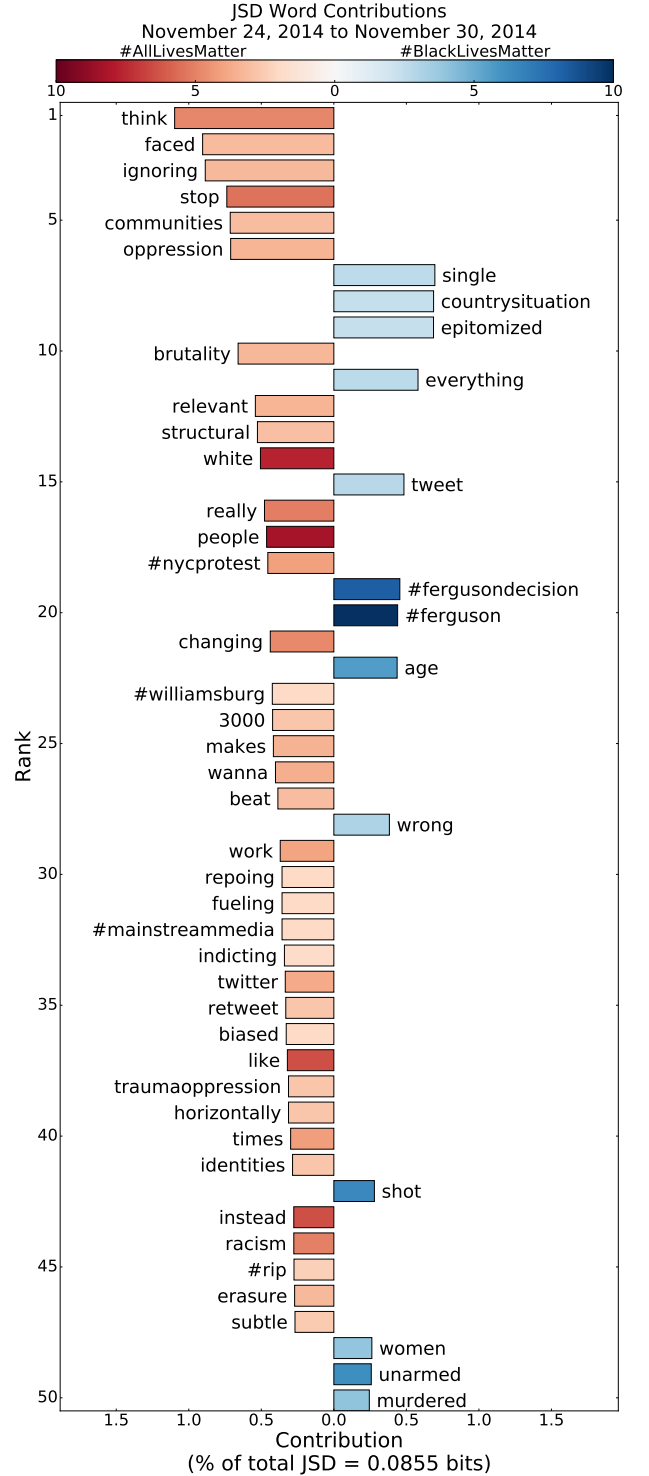 JSD Word Contributions
November 24, 2014 to November 30, 2014
#AllLivesMatter #BlackLivesMatter
10 5 0 5 10
1 think
faced
ignoring
stop
5 communities
oppression
single
countrysituation
epitomized
10 brutality
everything
relevant
structural
white
15 tweet
really
people
#nycprotest
#fergusondecision
20 #ferguson
changing
age
#williamsburg
3000
25 makes
Rank
wanna
beat
wrong
work
30 repoing
fueling
#mainstreammedia
indicting
twitter
35 retweet
biased
like
traumaoppression
horizontally
40 times
identities
shot
instead
racism
45 #rip
erasure
subtle
women
unarmed
50 murdered
1.5 1.0 0.5 0.0 0.5 1.0 1.5
Contribution
(% of total JSD = 0.0855 bits)